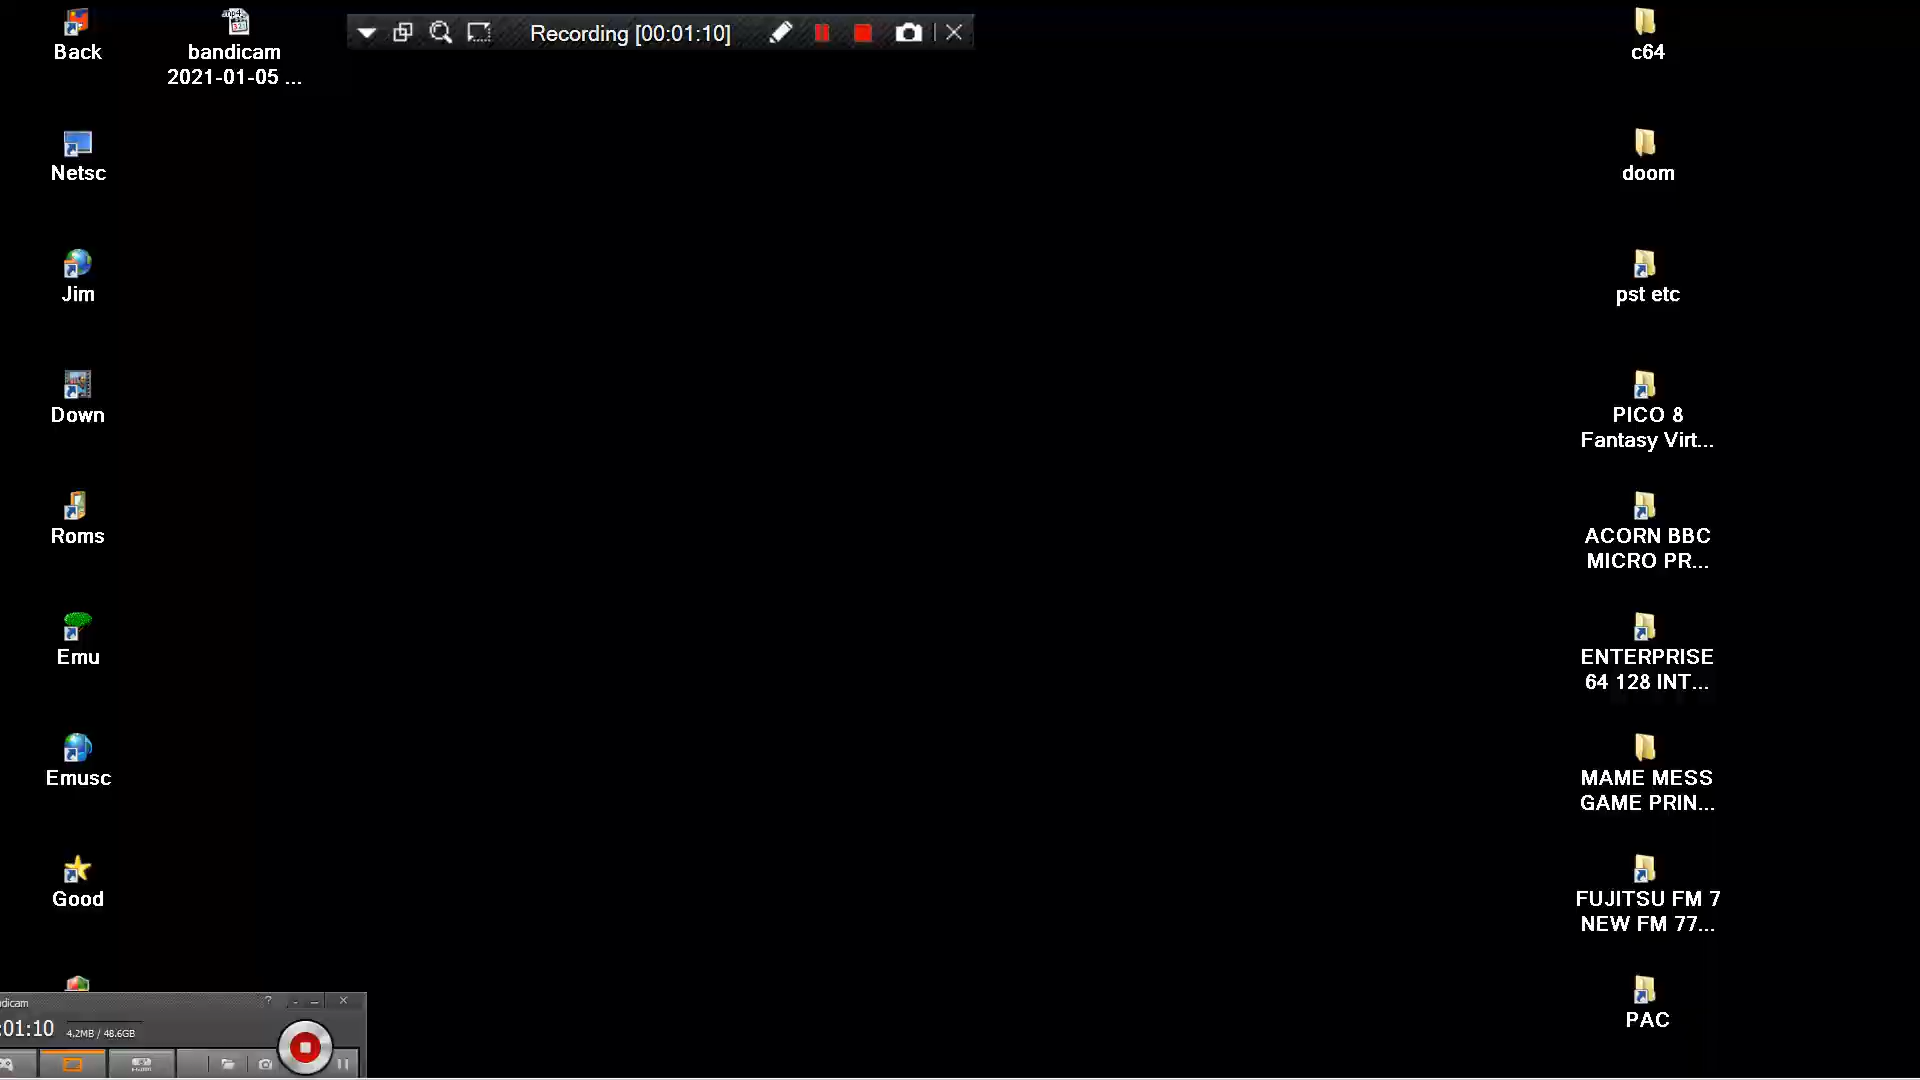 Recording [00:01:10]
Back
bandicam
2021-01-05 ...
Netsc
Jim
Down
Roms
Emu
Emusc
Good
c64
doom
pst etc
PICO 8
Fantasy Virt...
ACORN BBC
MICRO PR...
ENTERPRISE
64 128 INT...
MAME MESS
GAME PRIN...
FUJITSU FM 7
NEW FM 77...
PAC
dicam
?
:01:10
4.2MB / 48.6GB